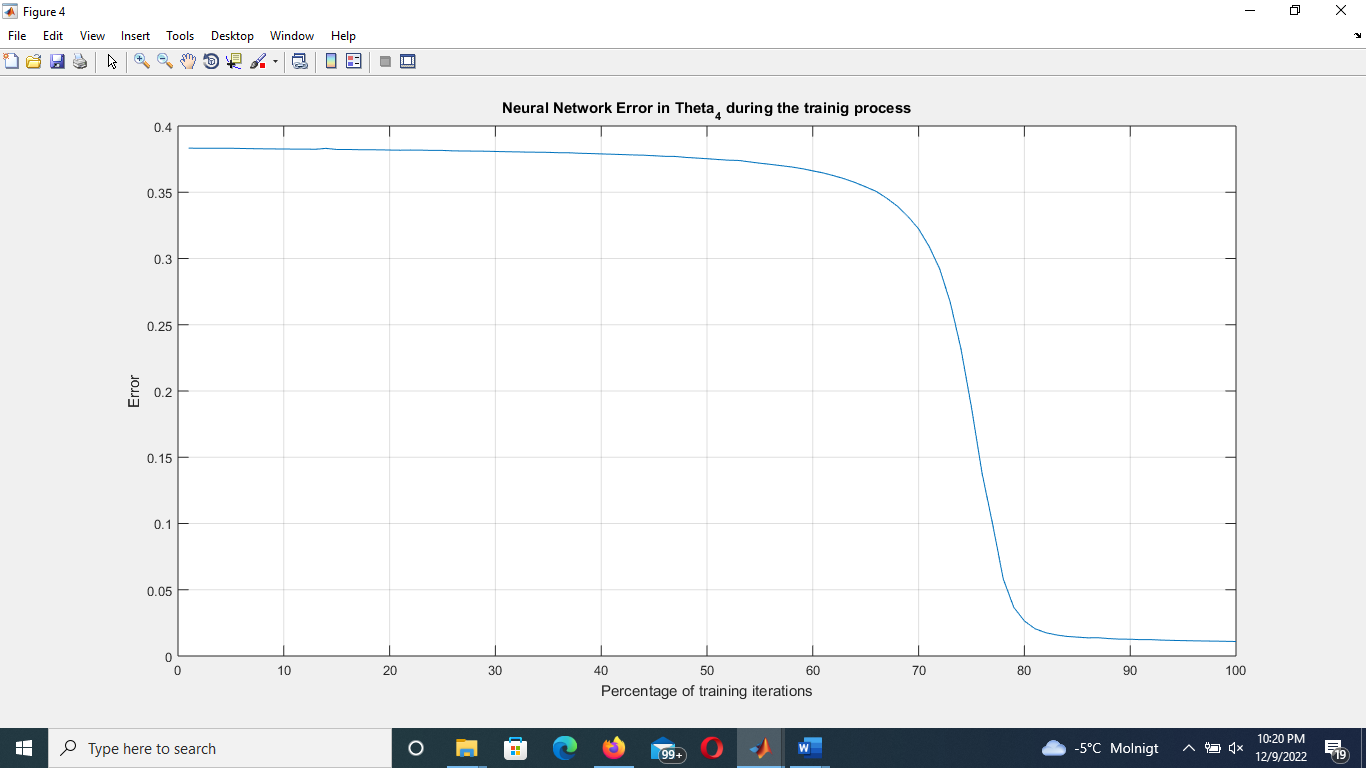 Figure 4
File Edit View Insert Tools Desktop Window Help
Neural Network Error in Theta4 during the trainig process
0.4
0.35
0.3
0.25
0.2
0.15
0.1
0.05
0
Error
0 10 20 30 40 50 60 70 80 90 100
Percentage of training iterations
Type here to search
99+
W
-5°C Molnigt
10:20 PM
12/9/2022
19